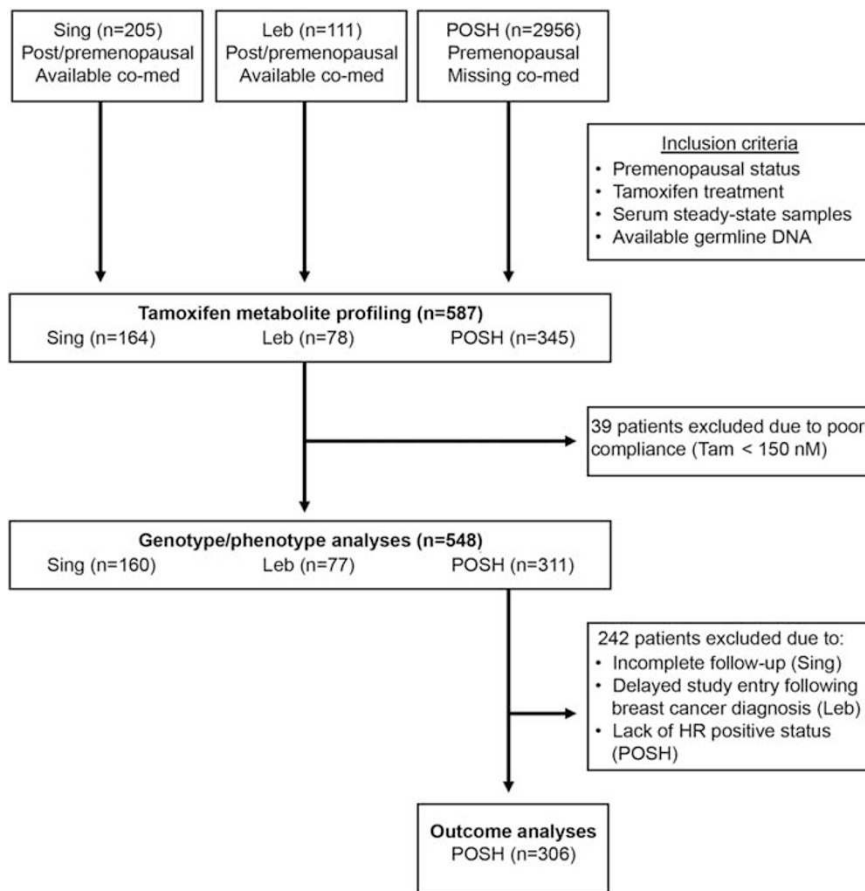 Sing (n=205)
Post/premenopausal
Available co-med
Leb (n=111)
Post/premenopausal
Available co-med
POSH (n=2956)
Premenopausal
Missing co-med
Inclusion criteria
• Premenopausal status
• Tamoxifen treatment
• Serum steady-state samples
• Available germline DNA
Tamoxifen metabolite profiling (n=587)
Sing (n=164) Leb (n=78) POSH (n=345)
39 patients excluded due to poor
compliance (Tam < 150 nM)
Genotype/phenotype analyses (n=548)
Sing (n=160) Leb (n=77) POSH (n=311)
242 patients excluded due to:
• Incomplete follow-up (Sing)
• Delayed study entry following
breast cancer diagnosis (Leb)
• Lack of HR positive status
(POSH)
Outcome analyses
POSH (n=306)